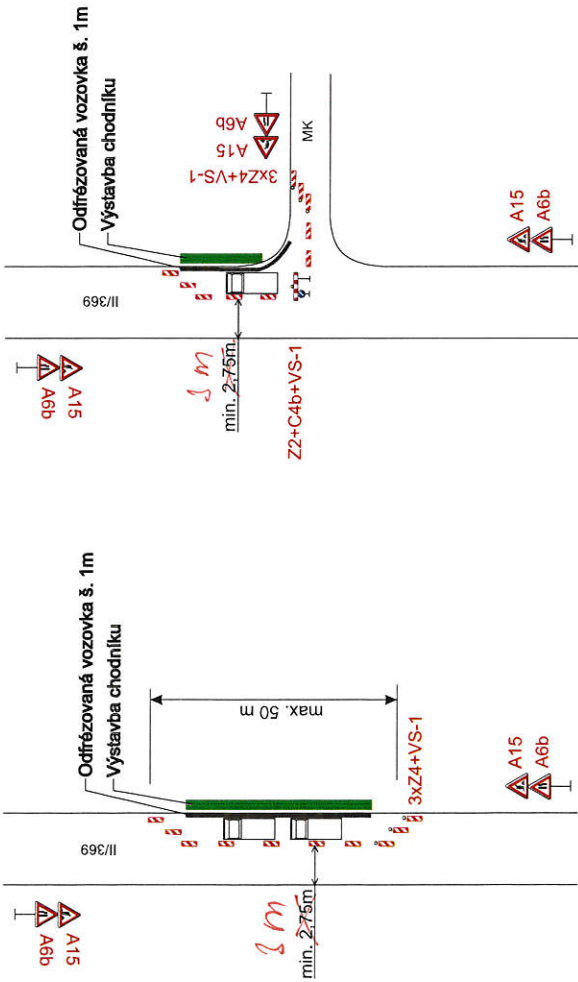 Odfrézovaná vozovka š. 1m
Výstavba chodníku
II/369
A6b
A15
3 m
min. 2,75m
max. 50 m
3xZ4+VS-1
A15
A6b
Odfrézovaná vozovka š. 1m
Výstavba chodníku
II/369
A6b
A15
3 m
min. 2,75m
Z2+C4b+VS-1
A15
A6b
3xZ4+VS-1
MK
A15
A6b